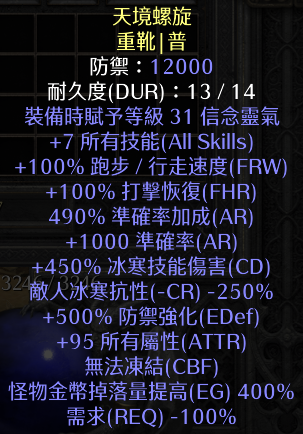 天境螺旋
重靴|普
防禦：12000
耐久度(DUR)：13 / 14
裝備時賦予等級 31 信念靈氣
+7 所有技能(All Skills)
+100% 跑步 / 行走速度(FRW)
+100% 打擊恢復(FHR)
490% 準確率加成(AR)
+1000 準確率(AR)
+450% 冰寒技能傷害(CD)
敵人冰寒抗性(-CR) -250%
+500% 防禦強化(EDef)
+95 所有屬性(ATTR)
無法凍結(CBF)
怪物金幣掉落量提高(EG) 400%
需求(REQ) -100%